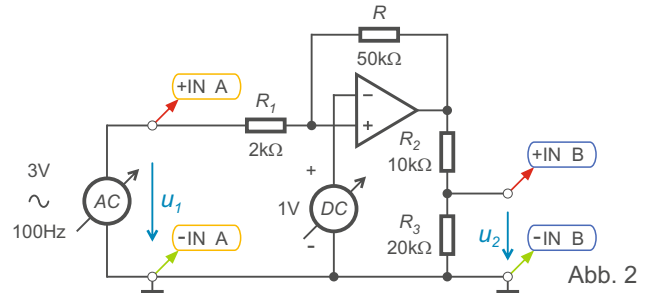 R
50kΩ
+IN A
R1
2kΩ
−
+
R2
10kΩ
+IN B
3V
∼
100Hz
AC
u1
+
1V
DC
−
R3
20kΩ
u2
-IN A
-IN B
Abb. 2